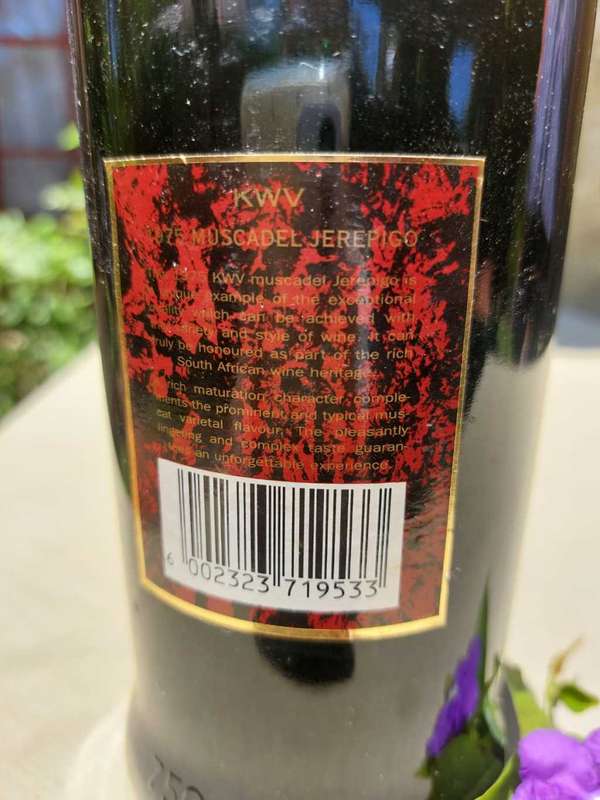 KWV
1975 MUSCADEL JEREPIGO
KWV muscadel Jerepigo is
example of the exceptional
which can be achieved with
variety and style of wine. It can
truly be honoured as part of the rich
South African wine heritage.
rich maturation character comple-
ments the prominent and typical mus-
cat varietal flavour. The pleasantly
lingering and complex taste guaran-
an unforgettable experience.
6 002323 719533
750